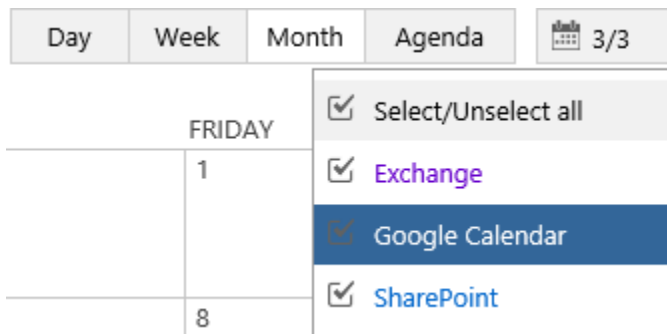 Day Week Month Agenda 3/3
Select/Unselect all
FRIDAY
1
Exchange
Google Calendar
SharePoint
8